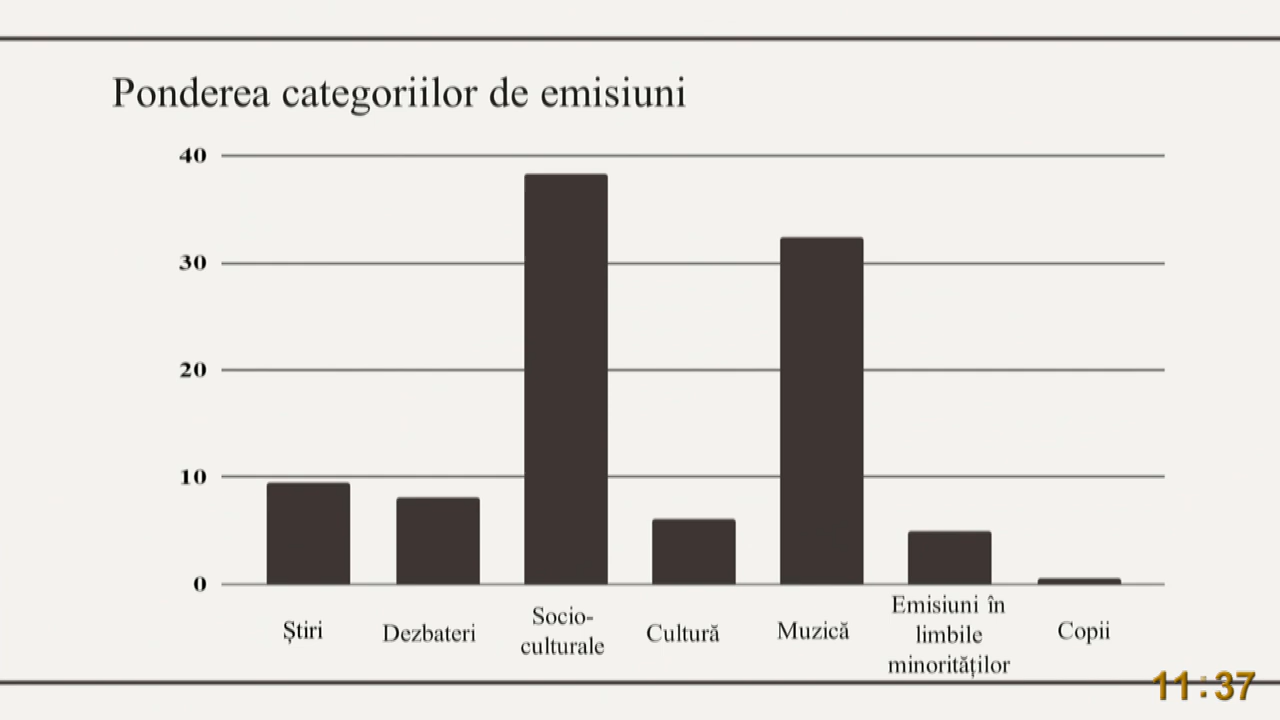 Ponderea categoriilor de emisiuni
40
30
20
10
0
Știri
Dezbateri
Socio-
culturale
Cultură
Muzică
Emisiuni în
limbile
minorităților
Copii
11:37